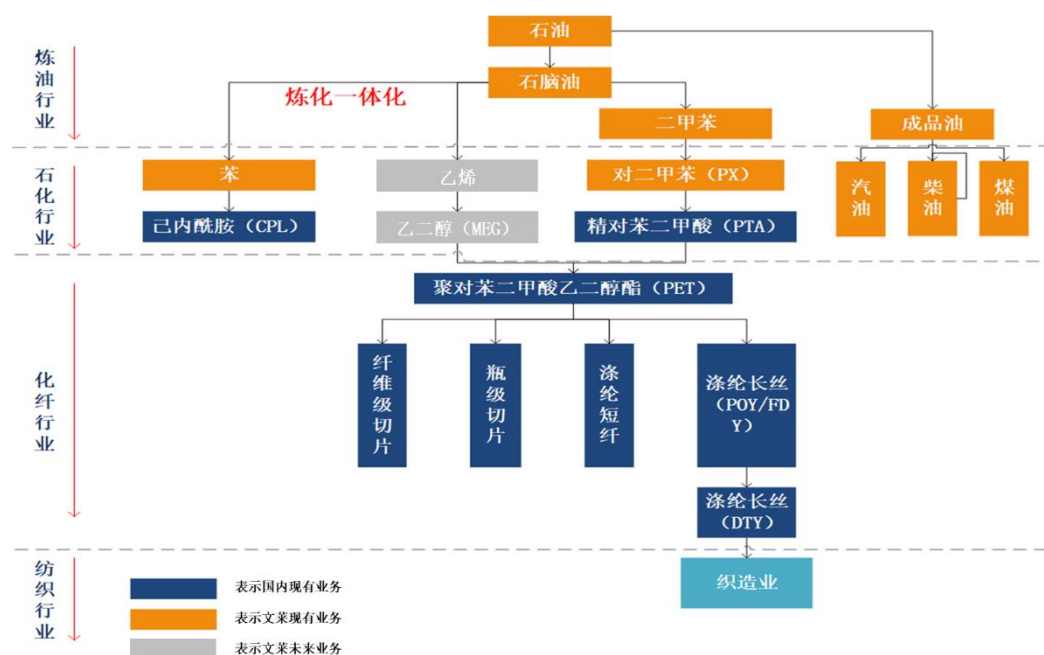 石油
炼油行业
石脑油
炼化一体化
二甲苯
成品油
石化行业
苯
乙烯
对二甲苯（PX）
汽油
柴油
煤油
己内酰胺（CPL）
乙二醇（MEG）
精对苯二甲酸（PTA）
聚对苯二甲酸乙二醇酯（PET）
化纤行业
纤维级切片
瓶级切片
涤纶短纤
涤纶长丝
（POY/FD
Y）
涤纶长丝
（DTY）
纺织行业
织造业
表示国内现有业务
表示文莱现有业务
表示文莱未来业务